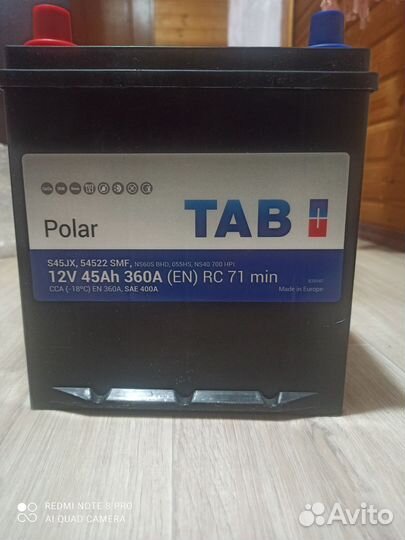 TAB
Polar
S45JX, 54522 SMF, NS60S BHD, 055HS, NS40 700 HPI
12V 45Ah 360A (EN) RC 71 min
CCA (-18°C) EN 360A, SAE 400A
Made in Europe
REDMI NOTE 8 PRO
AI QUAD CAMERA
Avito